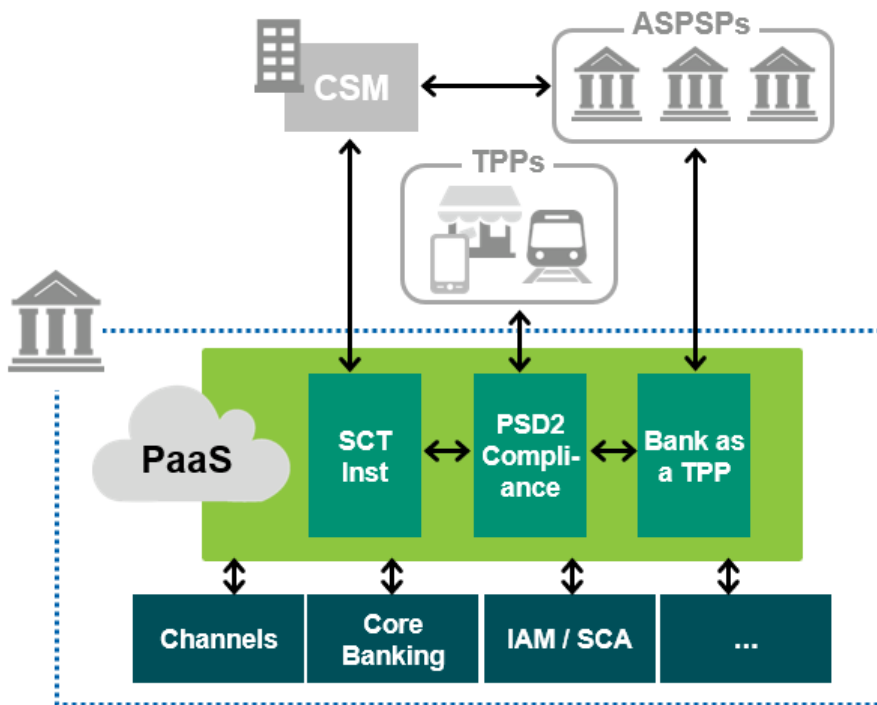 ASPSPs
CSM
TPPs
PaaS
SCT
Inst
PSD2
Compli-
ance
Bank as
a TPP
Channels
Core
Banking
IAM / SCA
...